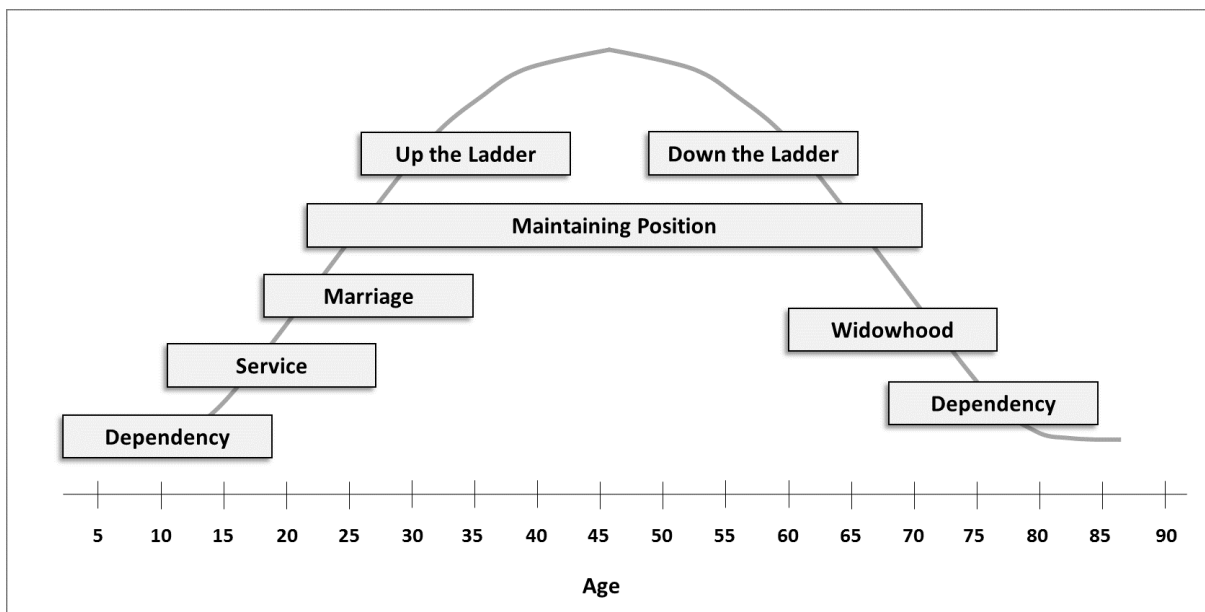 Up the Ladder
Down the Ladder
Maintaining Position
Marriage
Widowhood
Service
Dependency
Dependency
5 10 15 20 25 30 35 40 45 50 55 60 65 70 75 80 85 90
Age